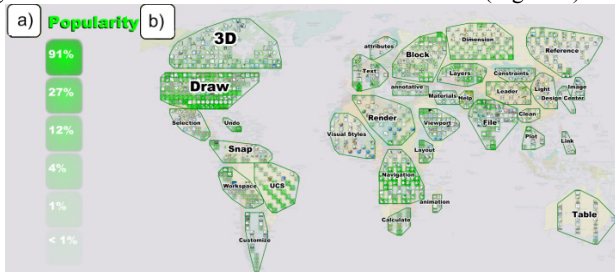 a) Popularity b)
91%
27%
12%
4%
1%
< 1%
3D
Draw
Selection
Undo
Snap
Workspace
UCS
Customize
attributes
Text
Block
Dimension
Reference
annotative
Layers
Constraints
Materials
Help
Leader
Light
Image
Design Center
Render
Viewport
File
Clean
Visual Styles
Layout
Plot
Link
Navigation
animation
Calculate
Table